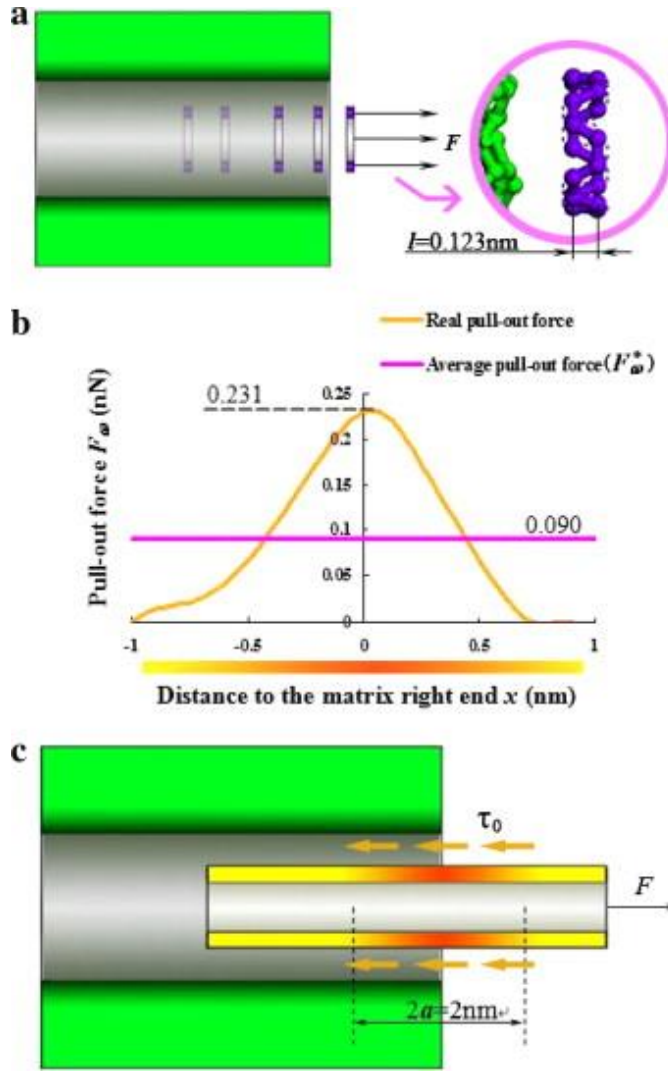 a
F
l=0.123nm
b
Real pull-out force
Average pull-out force(F*ω)
0.25
0.231
0.2
0.15
0.1
0.090
0.05
0
-1 -0.5 0 0.5 1
Pull-out force Fω (nN)
Distance to the matrix right end x (nm)
c
τ0
F
2a=2nm